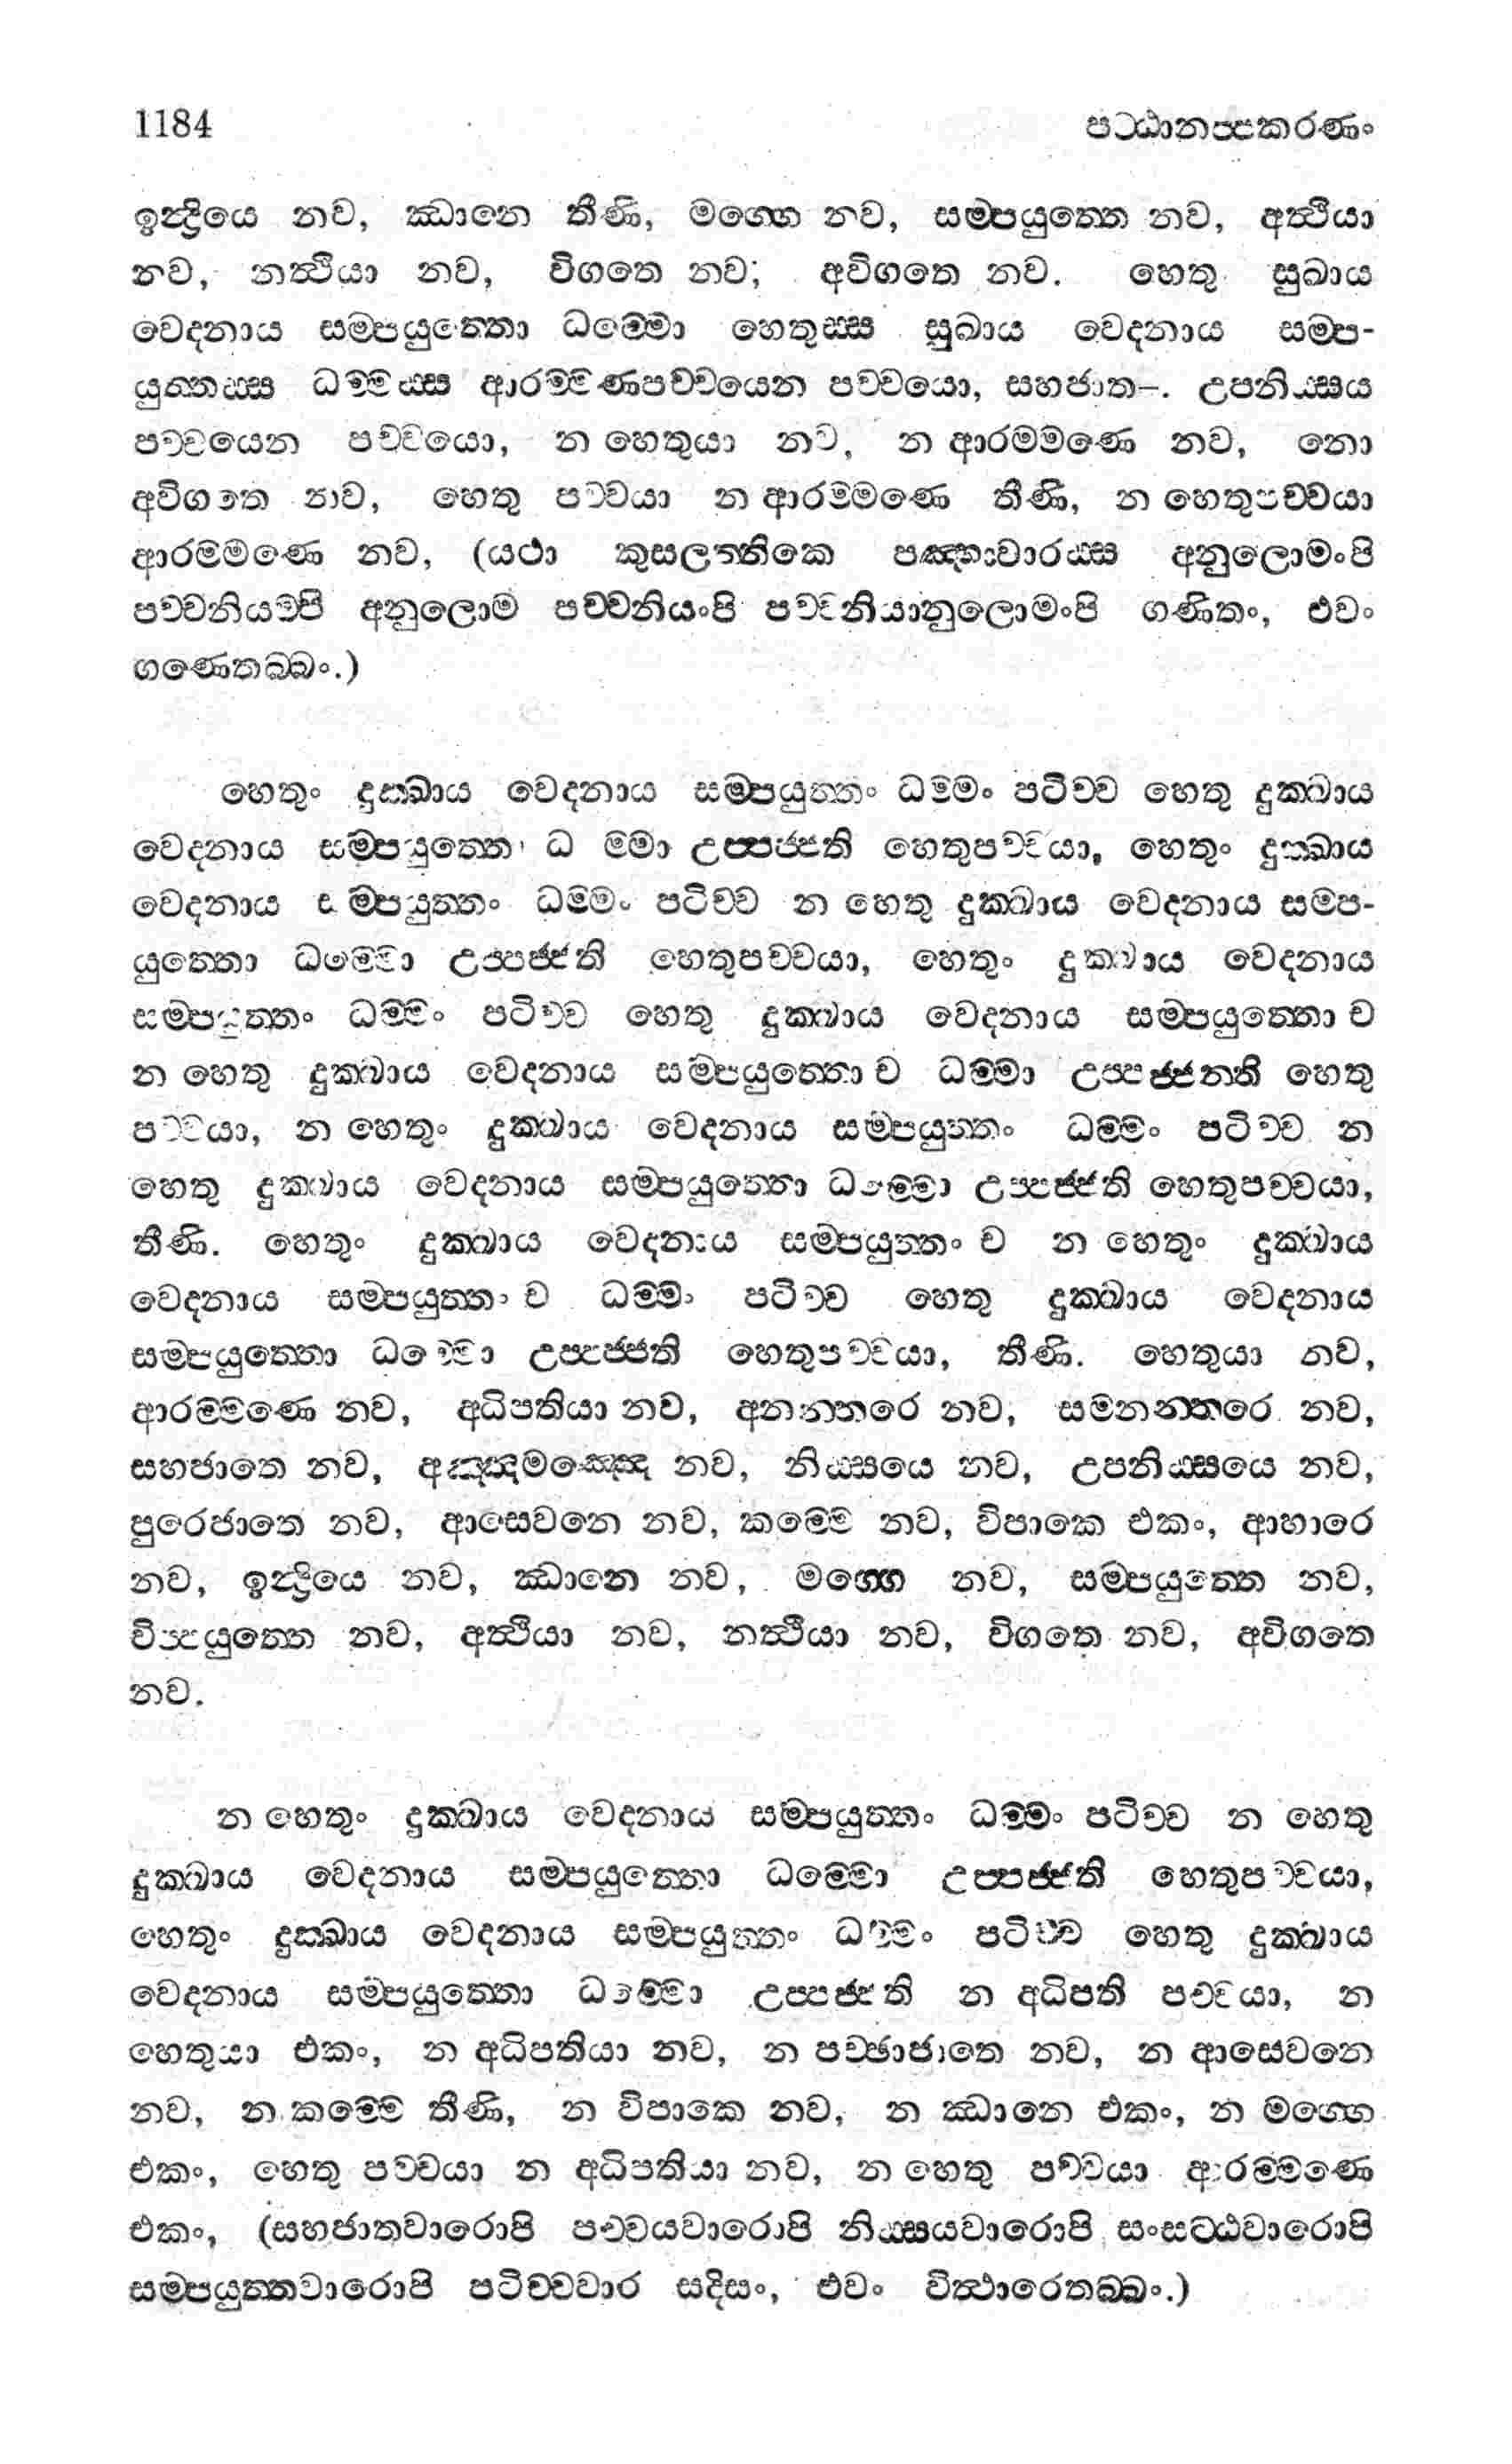 1184 පට්ඨානප්පකරණං
ඉන්ද්‍රියෙ නව, ඣානෙ තීණි, මග්ගෙ නව, සම්පයුත්තෙ නව, අත්ථියා
නව, නත්ථියා නව, විගතෙ නව; අවිගතෙ නව. හෙතු සුඛාය
වෙදනාය සම්පයුත්තො ධම්මො හෙතුස්ස සුඛාය වෙදනාය සම්ප-
යුත්තස්ස ධම්මස්ස ආරම්මණපච්චයෙන පච්චයො, සහජාත–. උපනිස්සය
පච්චයෙන පච්චයො, න හෙතුයා නව, න ආරම්මණෙ නව, නො
අවිගතෙ නව, හෙතු පච්චයා න ආරම්මණෙ තීණි, න හෙතුපච්චයා
ආරම්මණෙ නව, (යථා කුසලත්තිකෙ පඤ්හාවාරස්ස අනුලොමංපි
පච්චනියම්පි අනුලොම පච්චනියංපි පච්චනියානුලොමංපි ගණිතං, එවං
ගණෙතබ්බං.)
හෙතුං දුක්ඛාය වෙදනාය සම්පයුත්තං ධම්මං පටිච්ච හෙතු දුක්ඛාය
වෙදනාය සම්පයුත්තො ධම්මො උප්පජ්ජති හෙතුපච්චයා, හෙතුං දුක්ඛාය
වෙදනාය සම්පයුත්තං ධම්මං පටිච්ච න හෙතු දුක්ඛාය වෙදනාය සම්ප-
යුත්තො ධම්මො උප්පජ්ජති හෙතුපච්චයා, හෙතුං දුක්ඛාය වෙදනාය
සම්පයුත්තං ධම්මං පටිච්ච හෙතු දුක්ඛාය වෙදනාය සම්පයුත්තො ච
න හෙතු දුක්ඛාය වෙදනාය සම්පයුත්තො ච ධම්මා උප්පජ්ජන්ති හෙතු
පච්චයා, න හෙතුං දුක්ඛාය වෙදනාය සම්පයුත්තං ධම්මං පටිච්ච න
හෙතු දුක්ඛාය වෙදනාය සම්පයුත්තො ධම්මො උප්පජ්ජති හෙතුපච්චයා,
තීණි. හෙතුං දුක්ඛාය වෙදනාය සම්පයුත්තං ච න හෙතුං දුක්ඛාය
වෙදනාය සම්පයුත්තං ච ධම්මං පටිච්ච හෙතු දුක්ඛාය වෙදනාය
සම්පයුත්තො ධම්මො උප්පජ්ජති හෙතුපච්චයා, තීණි. හෙතුයා නව,
ආරම්මණෙ නව, අධිපතියා නව, අනන්තරෙ නව, සමනන්තරෙ නව,
සහජාතෙ නව, අඤ්ඤමඤ්ඤෙ නව, නිස්සයෙ නව, උපනිස්සයෙ නව,
පුරෙජාතෙ නව, ආසෙවනෙ නව, කම්මෙ නව, විපාකෙ එකං, ආහාරෙ
නව, ඉන්ද්‍රියෙ නව, ඣානෙ නව, මග්ගෙ නව, සම්පයුත්තෙ නව,
විප්පයුත්තෙ නව, අත්ථියා නව, නත්ථියා නව, විගතෙ නව, අවිගතෙ
නව.
න හෙතුං දුක්ඛාය වෙදනාය සම්පයුත්තං ධම්මං පටිච්ච න හෙතු
දුක්ඛාය වෙදනාය සම්පයුත්තො ධම්මො උප්පජ්ජති හෙතුපච්චයා,
හෙතුං දුක්ඛාය වෙදනාය සම්පයුත්තං ධම්මං පටිච්ච හෙතු දුක්ඛාය
වෙදනාය සම්පයුත්තො ධම්මො උප්පජ්ජති න අධිපති පච්චයා, න
හෙතුයා එකං, න අධිපතියා නව, න පච්ඡාජාතෙ නව, න ආසෙවනෙ
නව, න කම්මෙ තීණි, න විපාකෙ නව, න ඣානෙ එකං, න මග්ගෙ
එකං, හෙතු පච්චයා න අධිපතියා නව, න හෙතු පච්චයා ආරම්මණෙ
එකං, (සහජාතවාරොපි පච්චයවාරොපි නිස්සයවාරොපි සංසට්ඨවාරොපි
සම්පයුත්තවාරොපි පටිච්චවාර සදිසං, එවං විත්ථාරෙතබ්බං.)